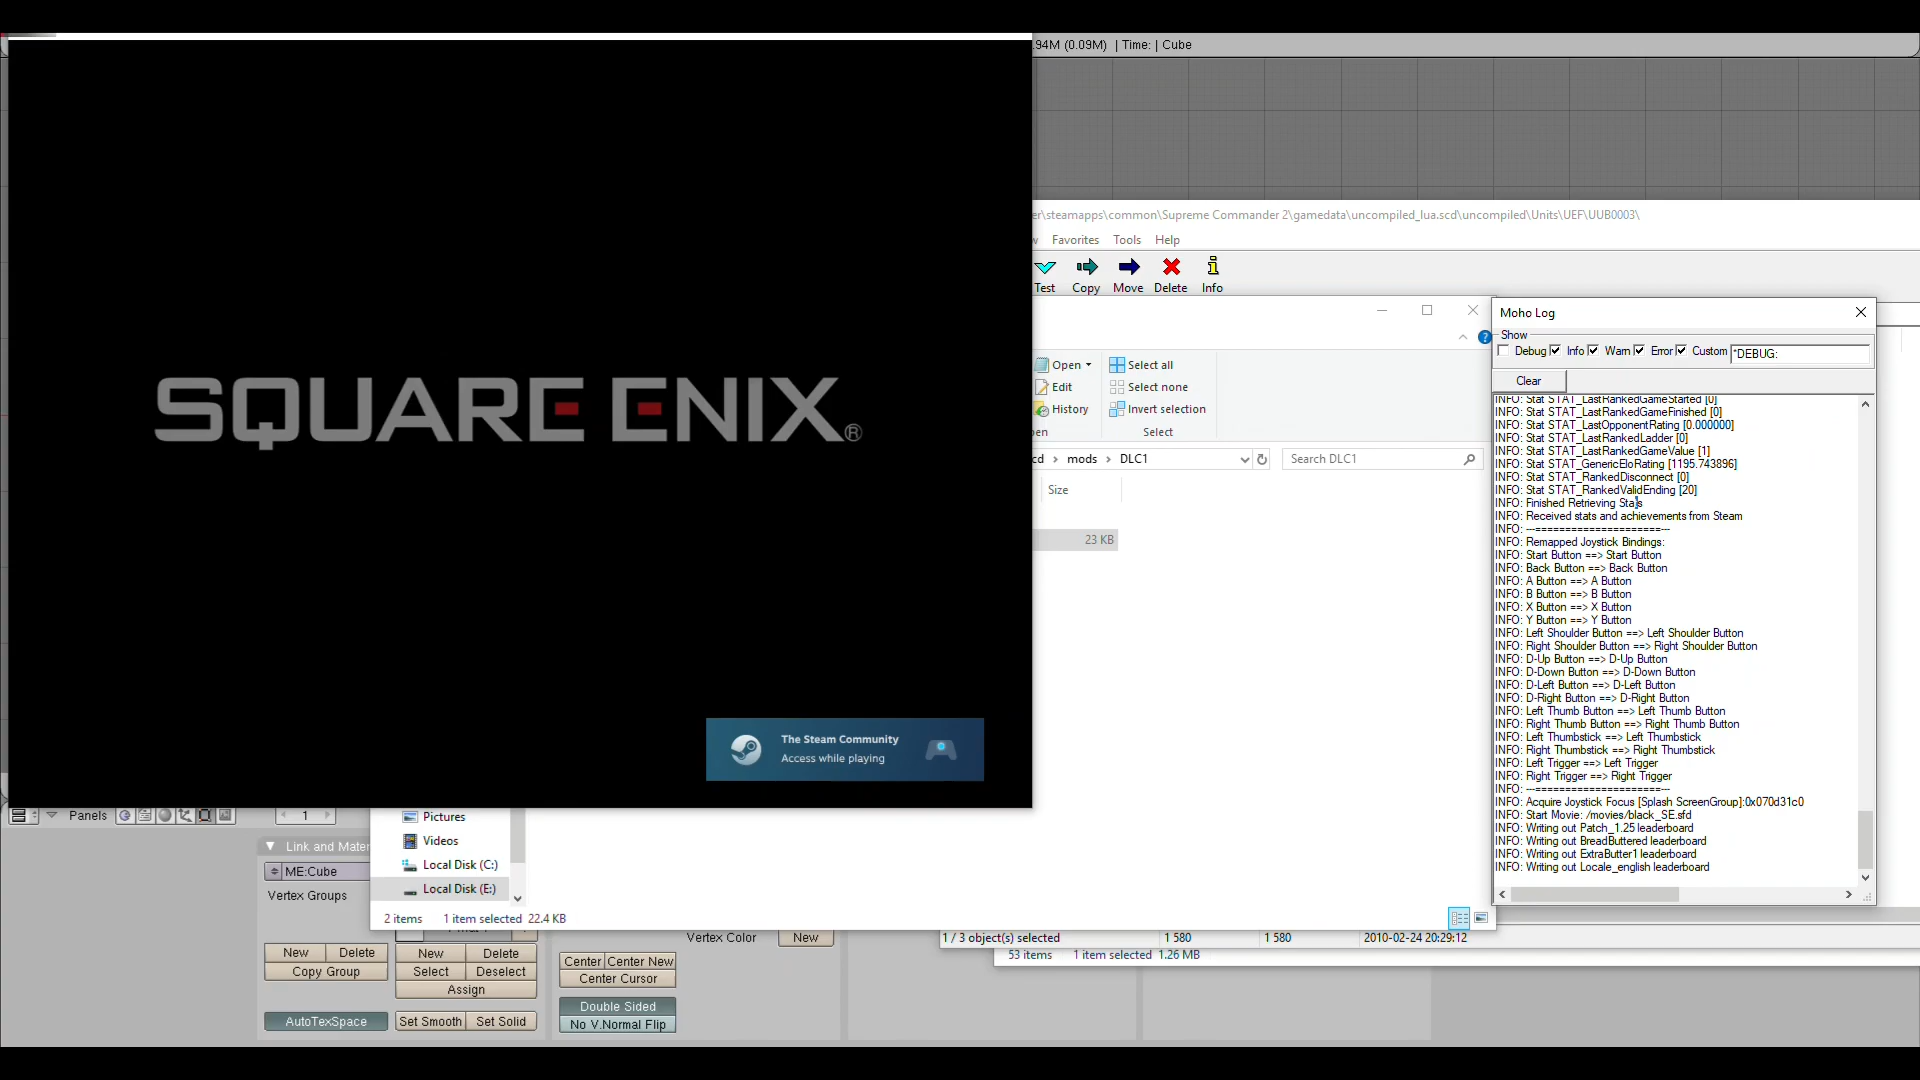 .94M (0.09M) | Time: | Cube
SQUARE ENIX®
The Steam Community
Access while playing
er\steamapps\common\Supreme Commander 2\gamedata\uncompiled_lua.scd\uncompiled\Units\UEF\UUB0003\
w Favorites Tools Help
Test Copy Move Delete Info
Open
Edit
History
en
Select all
Select none
Invert selection
Select
cd › mods › DLC1
Search DLC1
Size
23 KB
Moho Log
Show
Debug Info Warn Error Custom *DEBUG:
Clear
INFO: Stat STAT_LastRankedGameStarted [0]
INFO: Stat STAT_LastRankedGameFinished [0]
INFO: Stat STAT_LastOpponentRating [0.000000]
INFO: Stat STAT_LastRankedLadder [0]
INFO: Stat STAT_LastRankedGameValue [1]
INFO: Stat STAT_GenericEloRating [1195.743896]
INFO: Stat STAT_RankedDisconnect [0]
INFO: Stat STAT_RankedValidEnding [20]
INFO: Finished Retrieving Stats
INFO: Received stats and achievements from Steam
INFO: ---=====================---
INFO: Remapped Joystick Bindings:
INFO: Start Button ==> Start Button
INFO: Back Button ==> Back Button
INFO: A Button ==> A Button
INFO: B Button ==> B Button
INFO: X Button ==> X Button
INFO: Y Button ==> Y Button
INFO: Left Shoulder Button ==> Left Shoulder Button
INFO: Right Shoulder Button ==> Right Shoulder Button
INFO: D-Up Button ==> D-Up Button
INFO: D-Down Button ==> D-Down Button
INFO: D-Left Button ==> D-Left Button
INFO: D-Right Button ==> D-Right Button
INFO: Left Thumb Button ==> Left Thumb Button
INFO: Right Thumb Button ==> Right Thumb Button
INFO: Left Thumbstick ==> Left Thumbstick
INFO: Right Thumbstick ==> Right Thumbstick
INFO: Left Trigger ==> Left Trigger
INFO: Right Trigger ==> Right Trigger
INFO: ---=====================---
INFO: Acquire Joystick Focus [Splash ScreenGroup]:0x070d31c0
INFO: Start Movie: /movies/black_SE.sfd
INFO: Writing out Patch_1.25 leaderboard
INFO: Writing out BreadButtered leaderboard
INFO: Writing out ExtraButter1 leaderboard
INFO: Writing out Locale_english leaderboard
Panels
1
Pictures
Videos
Local Disk (C:)
Local Disk (E:)
2 items 1 item selected 22.4 KB
1 / 3 object(s) selected 1 580 1 580 2010-02-24 20:29:12
53 items 1 item selected 1.26 MB
Link and Mater
ME:Cube
Vertex Groups
New Delete
Copy Group
AutoTexSpace
New Delete
Select Deselect
Assign
Set Smooth Set Solid
Vertex Color New
Center Center New
Center Cursor
Double Sided
No V.Normal Flip